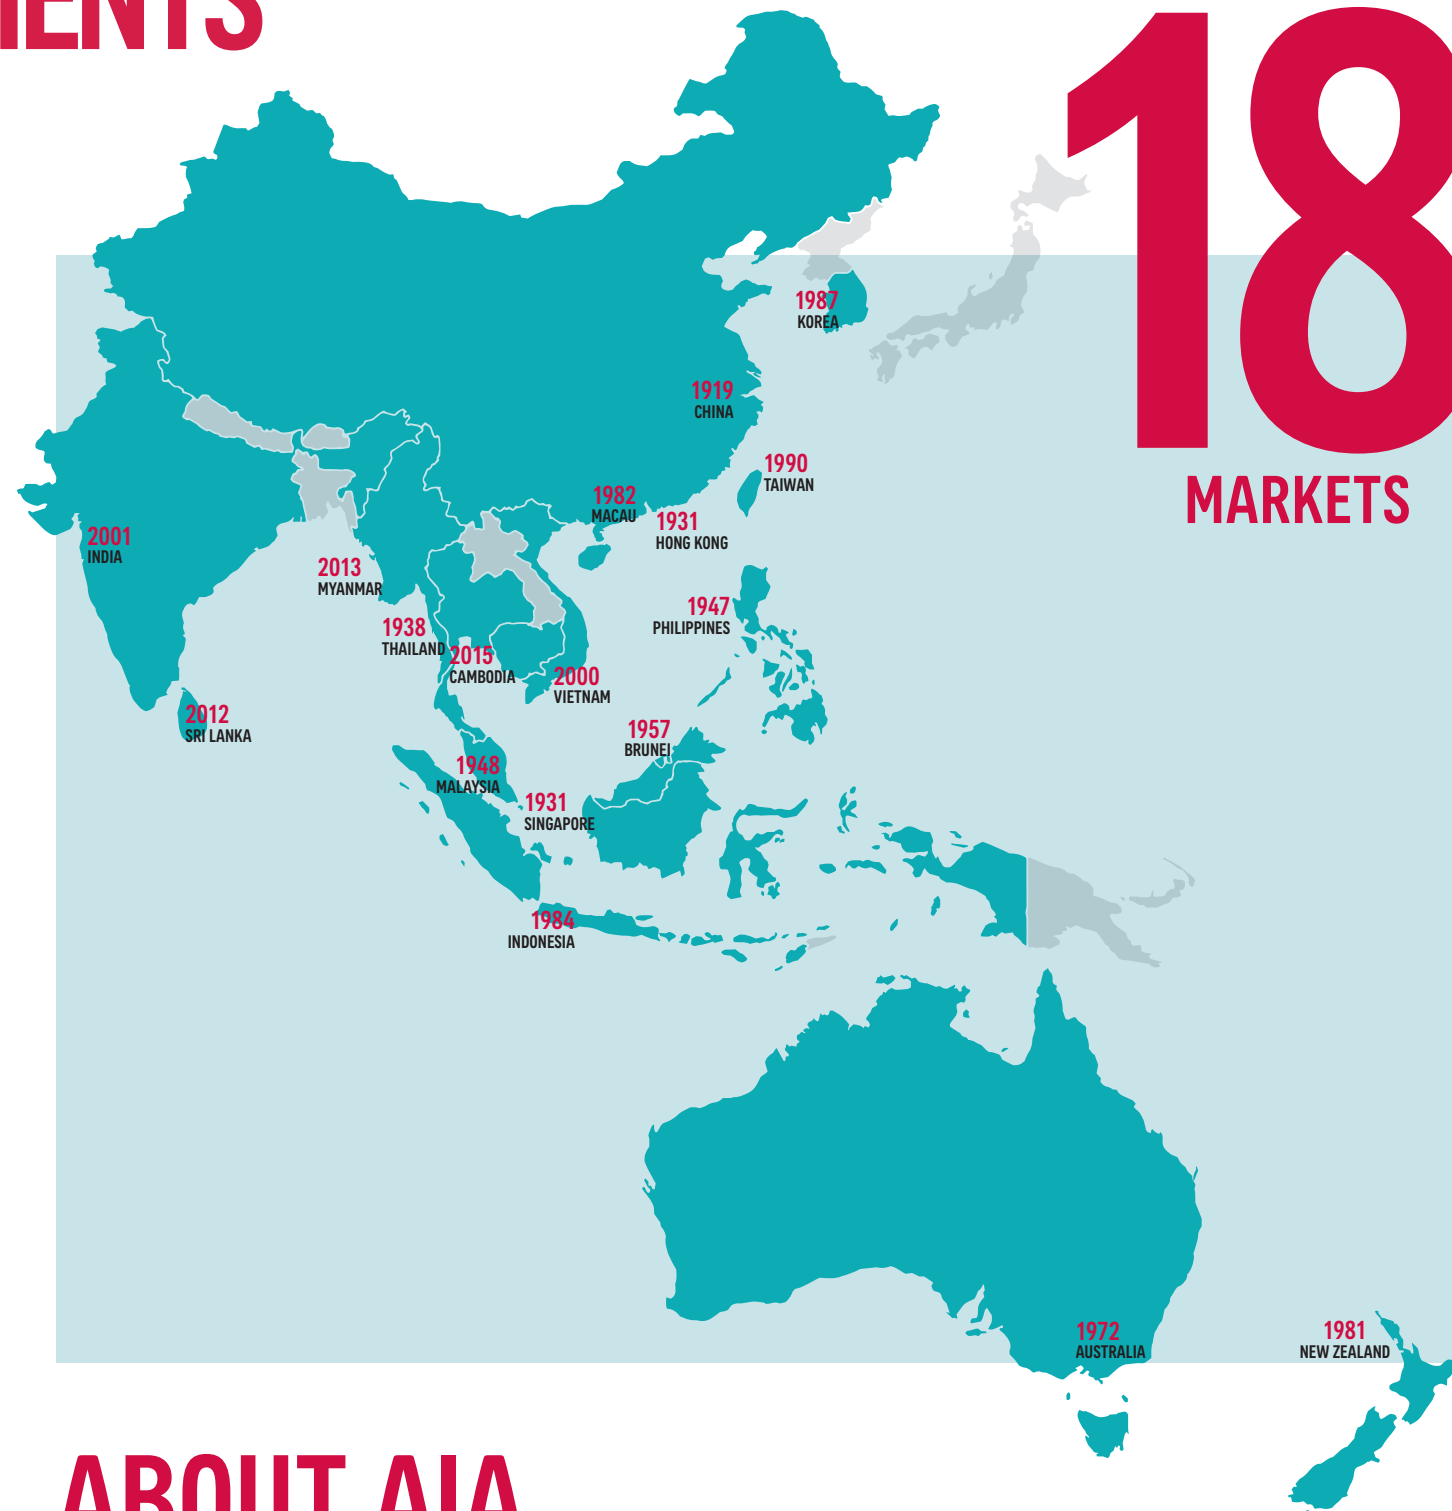 18
MARKETS
1987
KOREA
1919
CHINA
1990
TAIWAN
1982
MACAU
1931
HONG KONG
2001
INDIA
2013
MYANMAR
1947
PHILIPPINES
1938
THAILAND
2015
CAMBODIA
2000
VIETNAM
2012
SRI LANKA
1957
BRUNEI
1948
MALAYSIA
1931
SINGAPORE
1984
INDONESIA
1972
AUSTRALIA
1981
NEW ZEALAND
ABOUT AIA